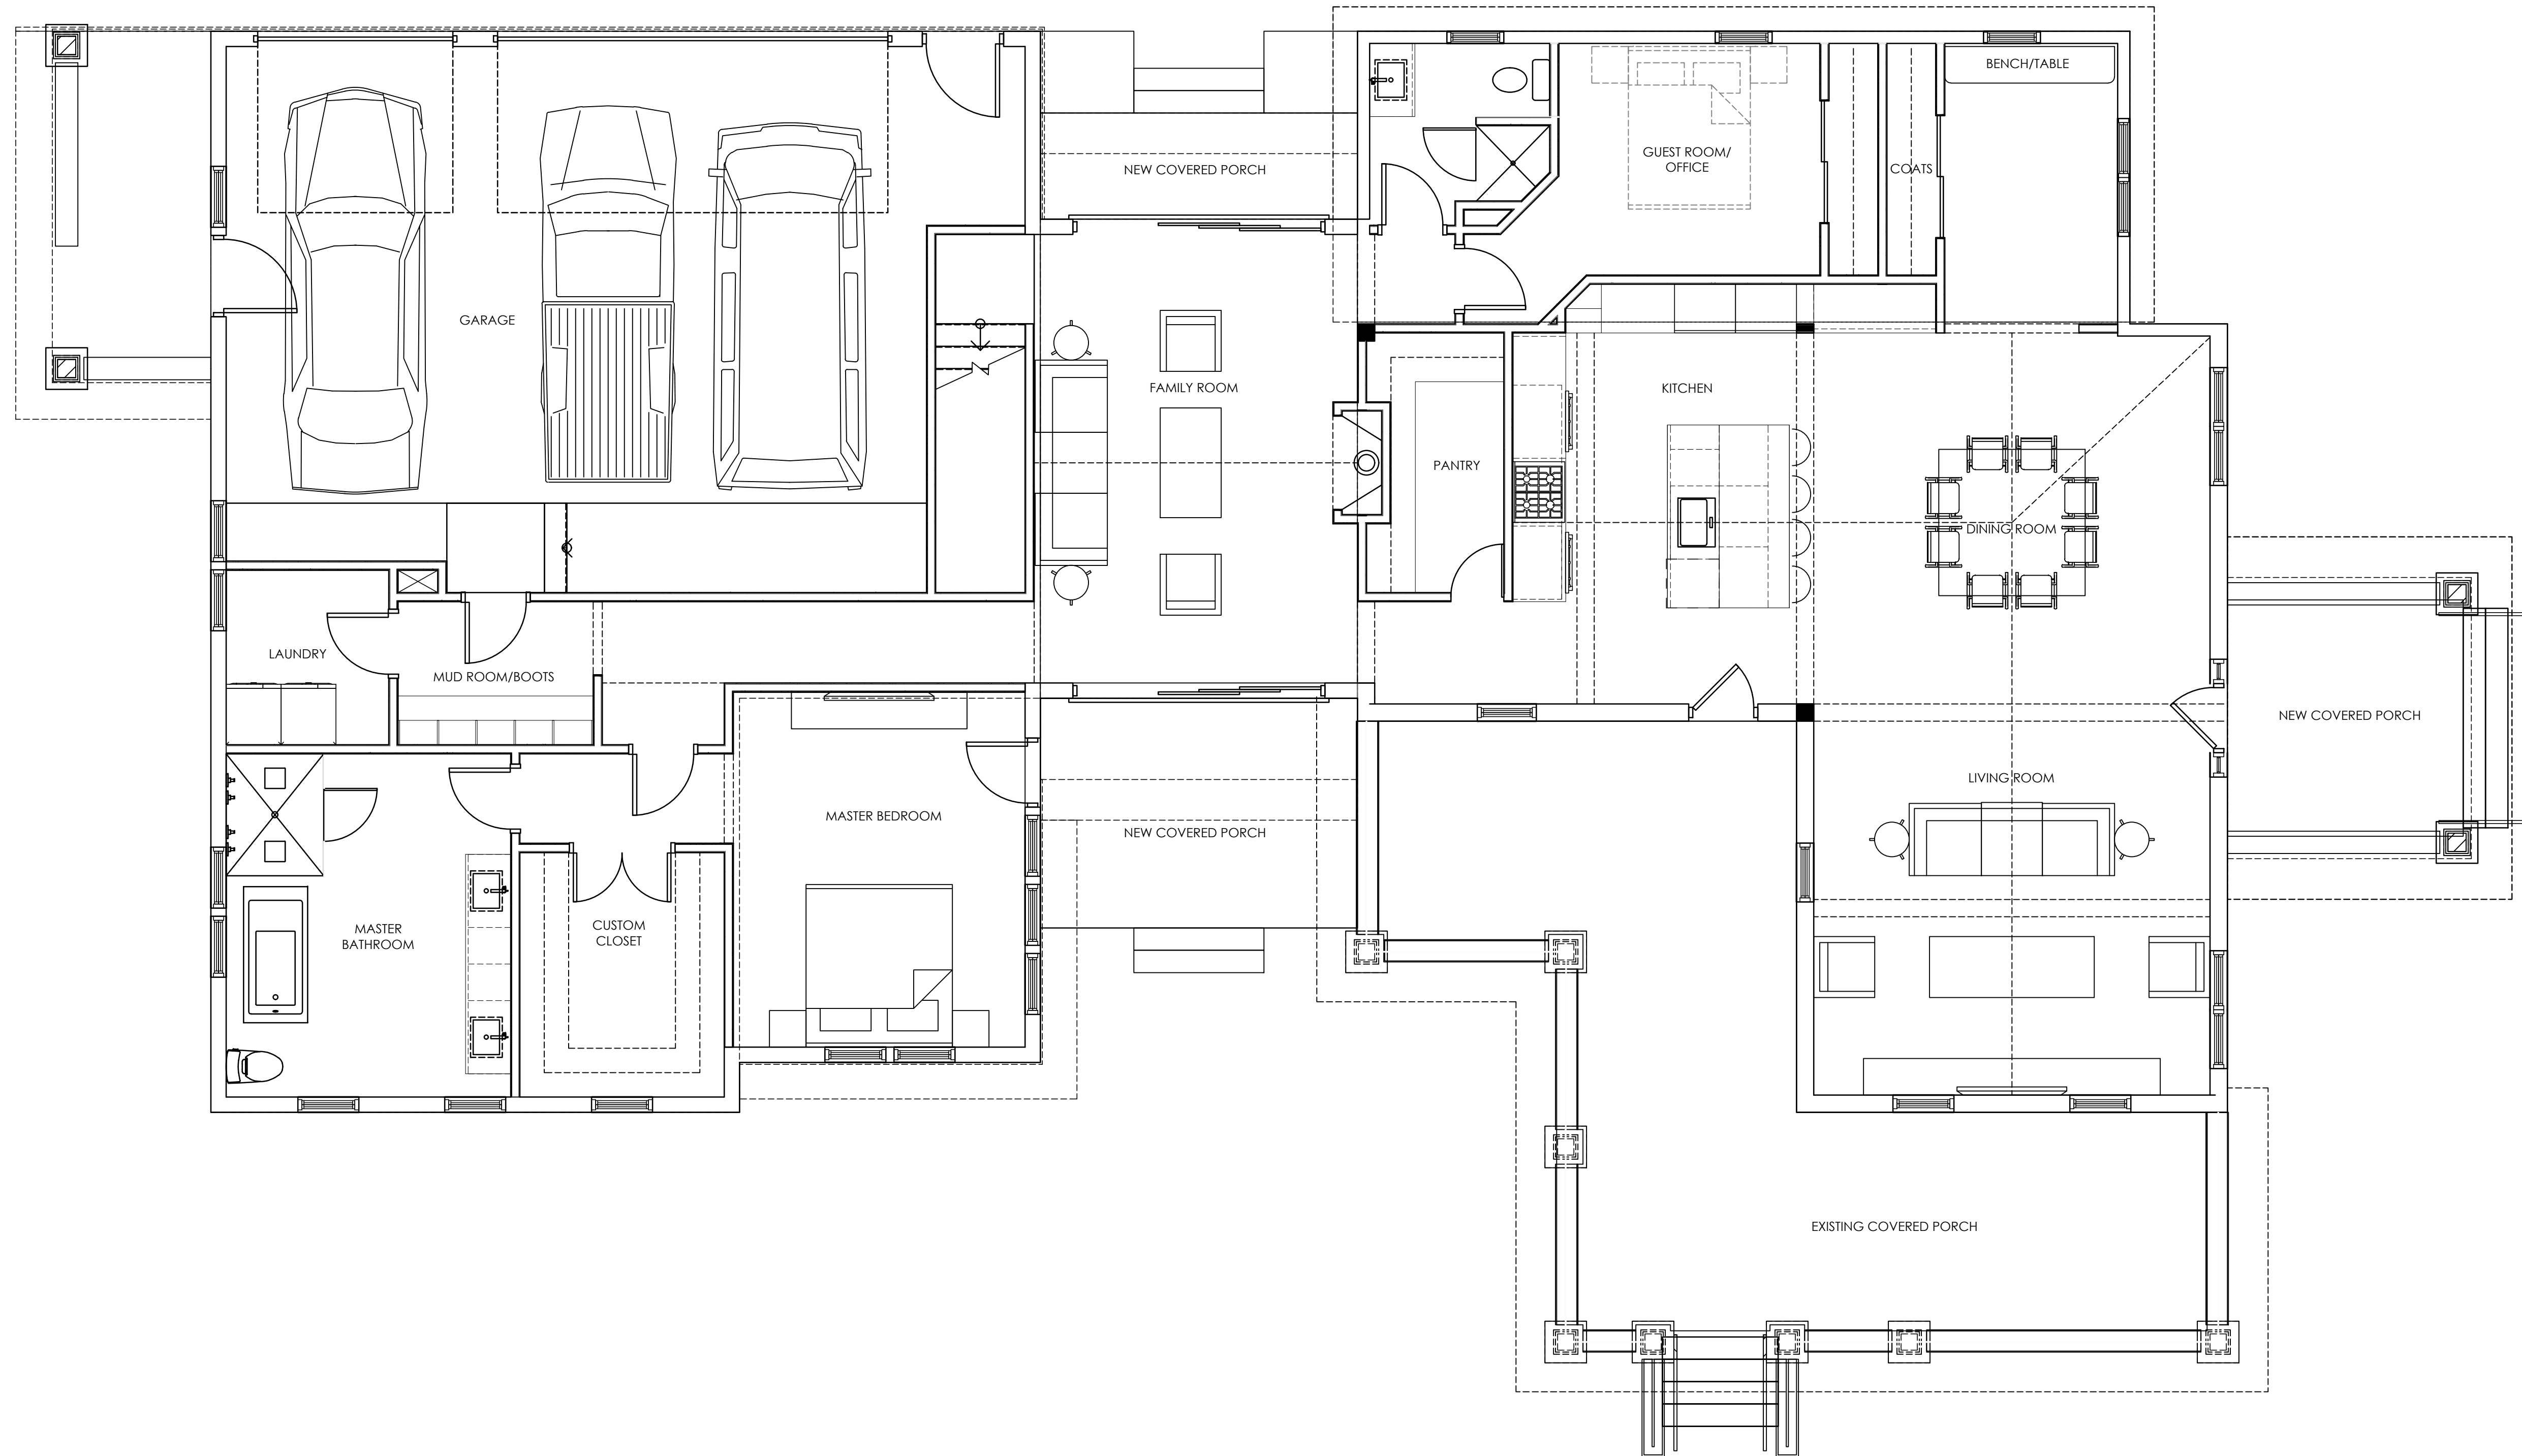 BENCH/TABLE
NEW COVERED PORCH
GUEST ROOM/
OFFICE
COATS
GARAGE
FAMILY ROOM
KITCHEN
PANTRY
DINING ROOM
LAUNDRY
MUD ROOM/BOOTS
NEW COVERED PORCH
LIVING ROOM
MASTER BEDROOM
NEW COVERED PORCH
MASTER
BATHROOM
CUSTOM
CLOSET
EXISTING COVERED PORCH